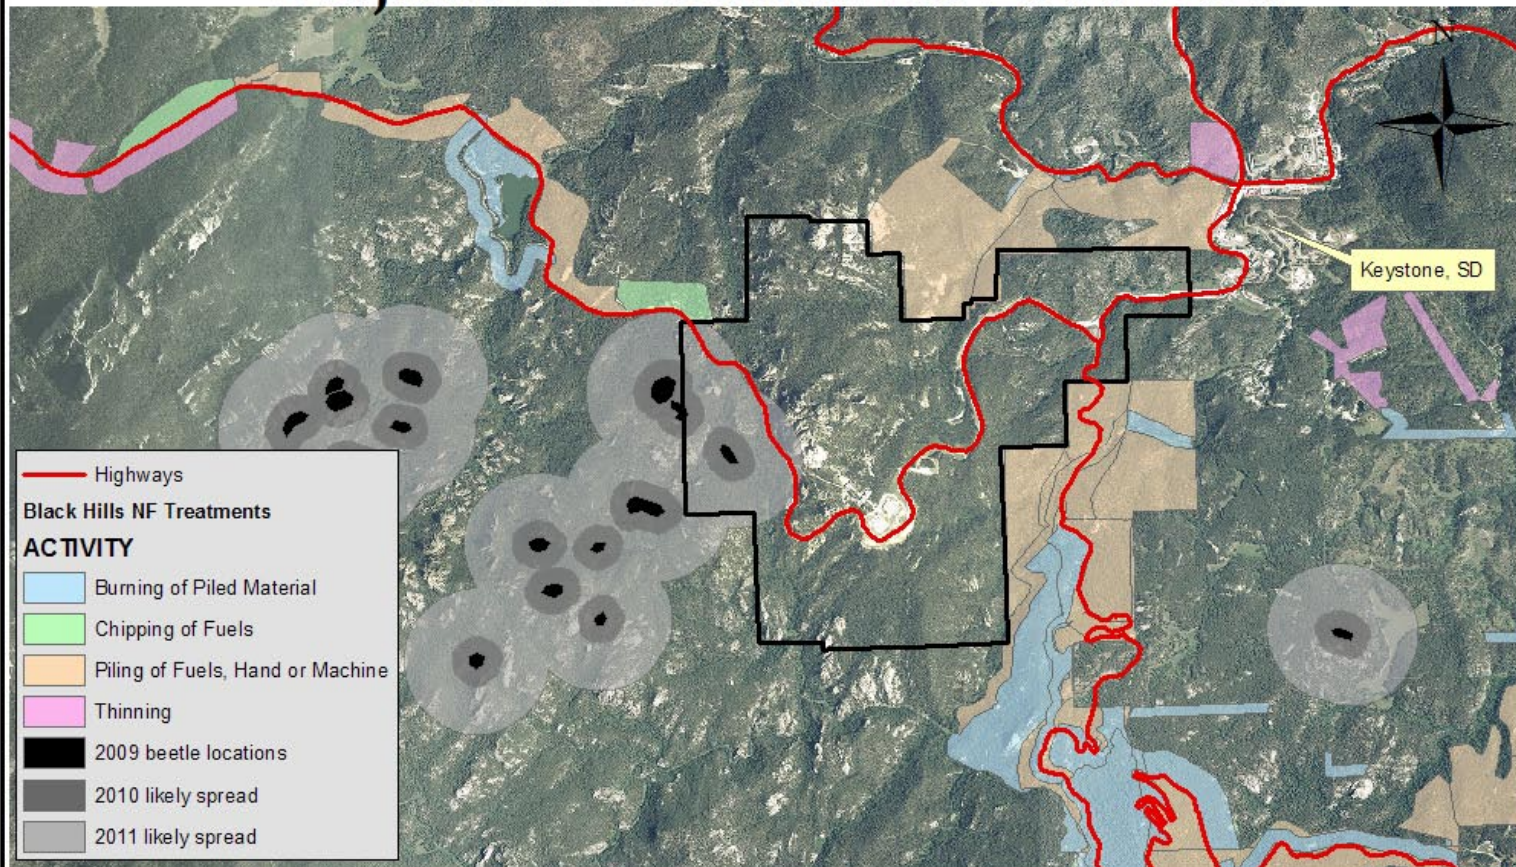 N
Keystone, SD
Highways
Black Hills NF Treatments
ACTIVITY
Burning of Piled Material
Chipping of Fuels
Piling of Fuels, Hand or Machine
Thinning
2009 beetle locations
2010 likely spread
2011 likely spread